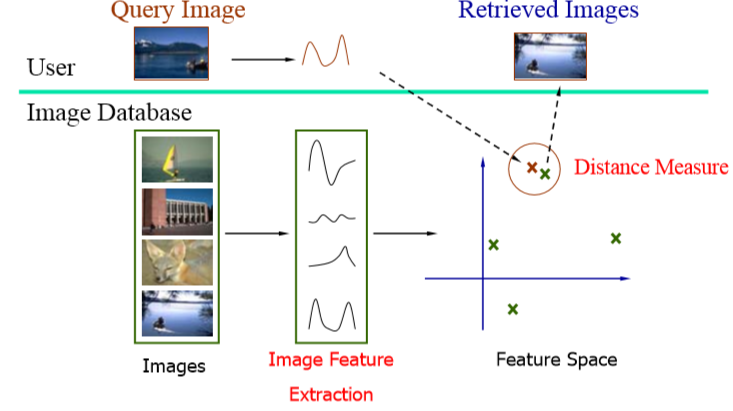 Query Image
Retrieved Images
User
Image Database
Distance Measure
Images
Image Feature
Extraction
Feature Space